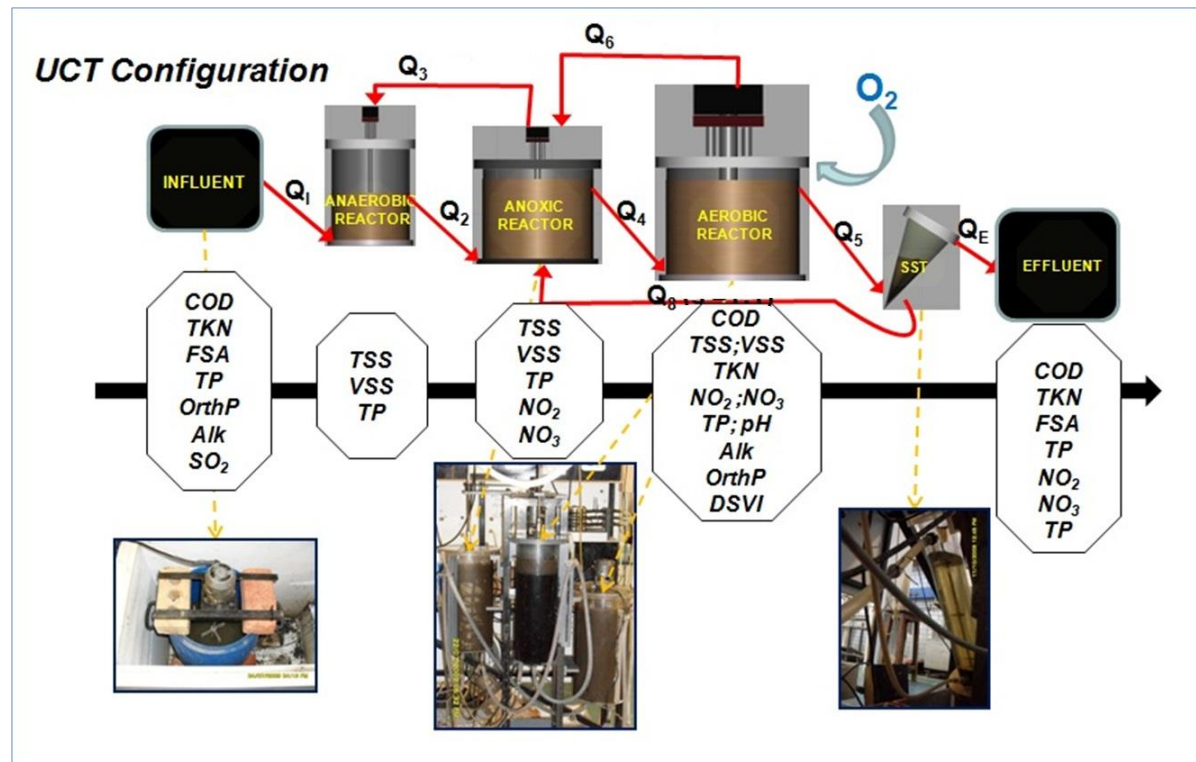 UCT Configuration
Q3
Q6
O2
INFLUENT
QI
ANAEROBIC
REACTOR
Q2
ANOXIC
REACTOR
Q4
AEROBIC
REACTOR
Q5
SST
QE
EFFLUENT
Q8
COD
TKN
FSA
TP
OrthP
Alk
SO2
TSS
VSS
TP
TSS
VSS
TP
NO2
NO3
COD
TSS;VSS
TKN
NO2;NO3
TP; pH
Alk
OrthP
DSVI
COD
TKN
FSA
TP
NO2
NO3
TP